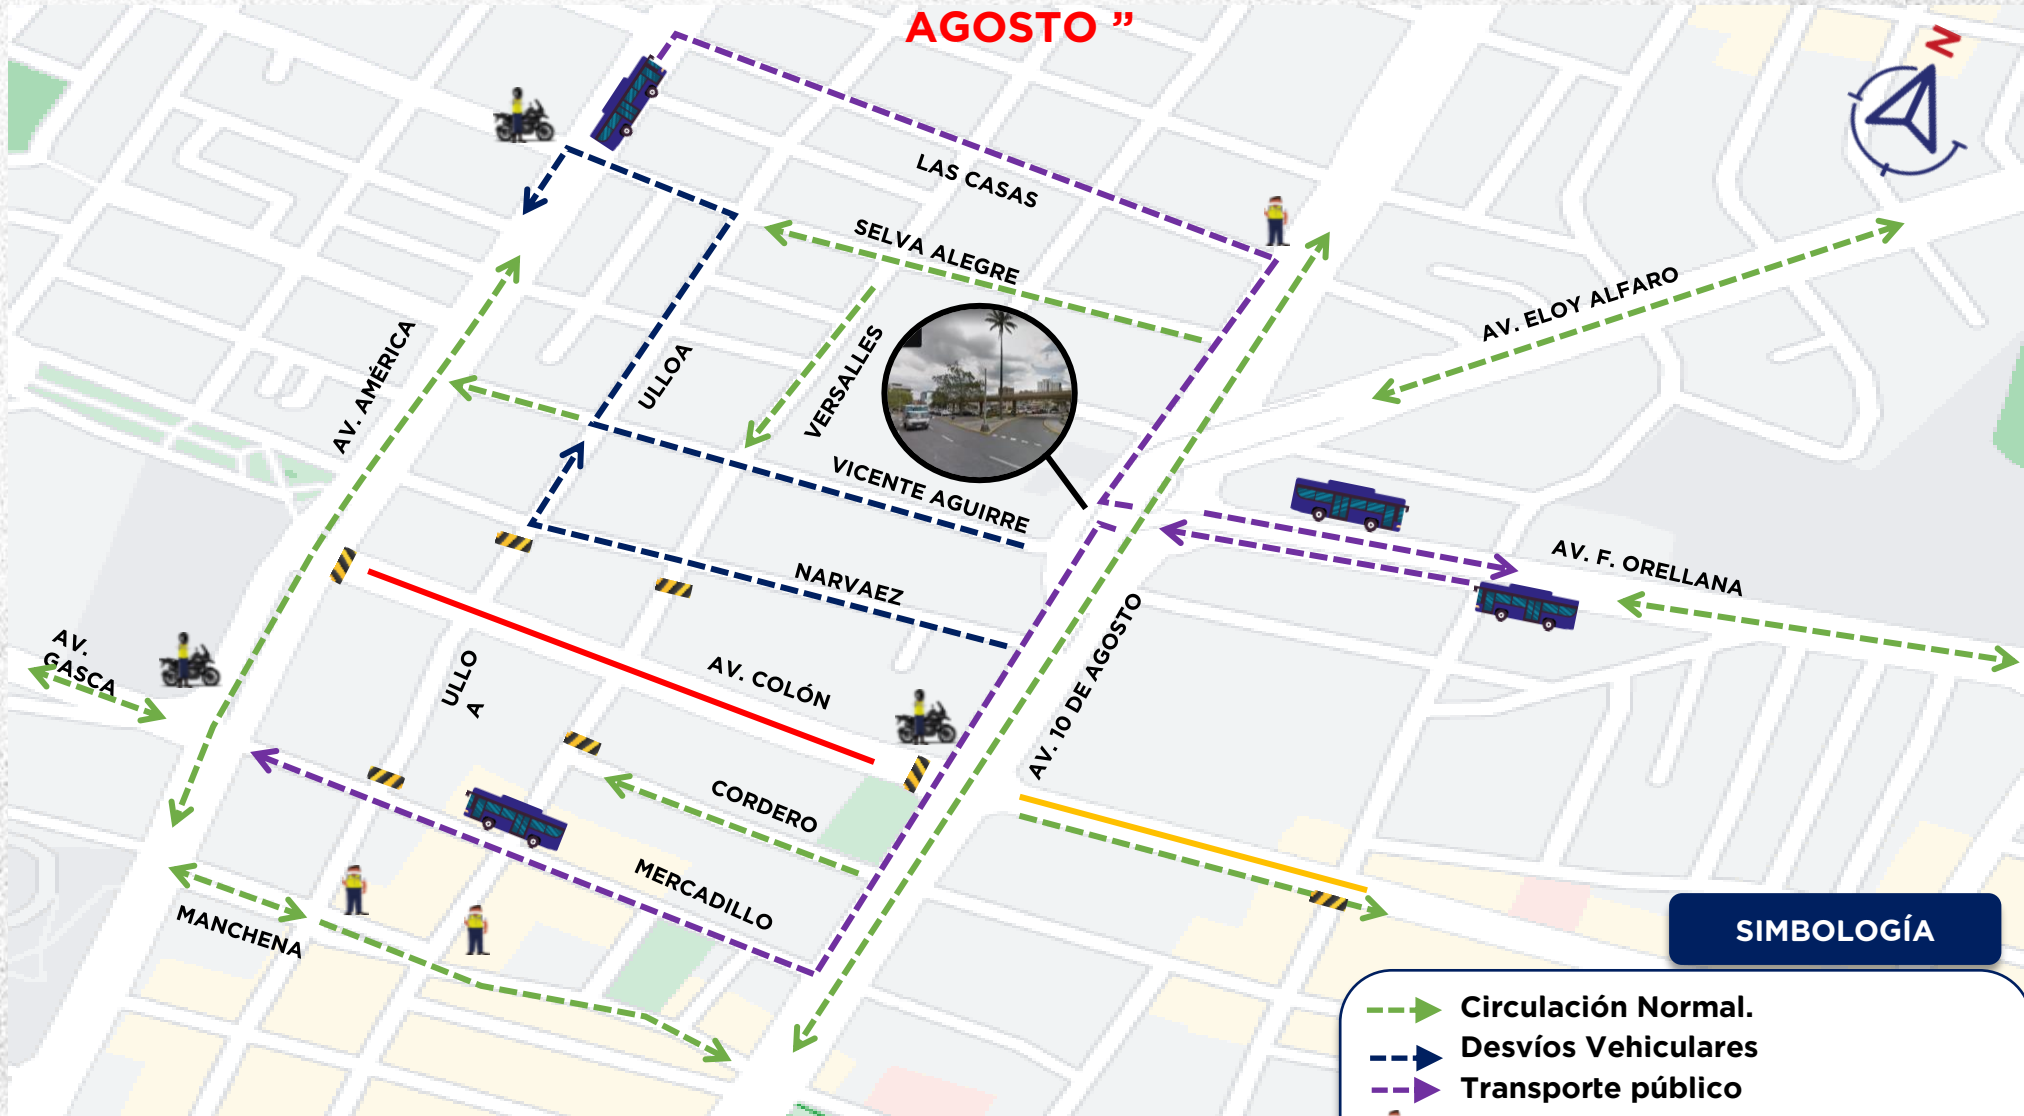 AGOSTO ”
N
LAS CASAS
SELVA ALEGRE
AV. ELOY ALFARO
AV. AMÉRICA
ULLOA
VERSALLES
VICENTE AGUIRRE
NARVAEZ
AV. F. ORELLANA
AV.
GASCA
ULLO
A
AV. COLÓN
AV. 10 DE AGOSTO
CORDERO
MERCADILLO
MANCHENA
SIMBOLOGÍA
Circulación Normal.
Desvíos Vehiculares
Transporte público